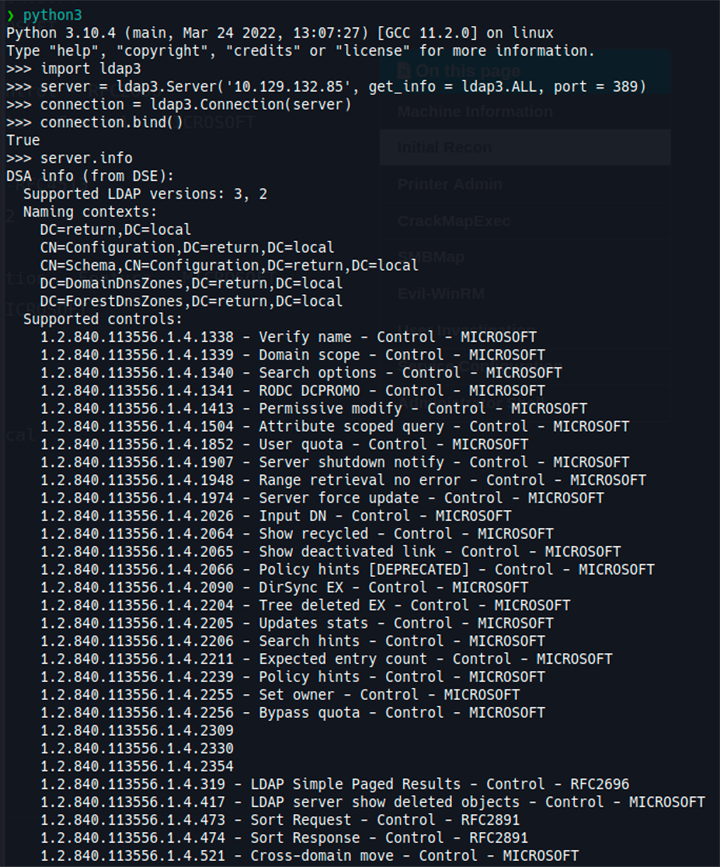 ❯ python3
Python 3.10.4 (main, Mar 24 2022, 13:07:27) [GCC 11.2.0] on linux
Type "help", "copyright", "credits" or "license" for more information.
>>> import ldap3
>>> server = ldap3.Server('10.129.132.85', get_info = ldap3.ALL, port = 389)
>>> connection = ldap3.Connection(server)
>>> connection.bind()
True
>>> server.info
DSA info (from DSE):
  Supported LDAP versions: 3, 2
  Naming contexts:
    DC=return,DC=local
    CN=Configuration,DC=return,DC=local
    CN=Schema,CN=Configuration,DC=return,DC=local
    DC=DomainDnsZones,DC=return,DC=local
    DC=ForestDnsZones,DC=return,DC=local
  Supported controls:
    1.2.840.113556.1.4.1338 - Verify name - Control - MICROSOFT
    1.2.840.113556.1.4.1339 - Domain scope - Control - MICROSOFT
    1.2.840.113556.1.4.1340 - Search options - Control - MICROSOFT
    1.2.840.113556.1.4.1341 - RODC DCPROMO - Control - MICROSOFT
    1.2.840.113556.1.4.1413 - Permissive modify - Control - MICROSOFT
    1.2.840.113556.1.4.1504 - Attribute scoped query - Control - MICROSOFT
    1.2.840.113556.1.4.1852 - User quota - Control - MICROSOFT
    1.2.840.113556.1.4.1907 - Server shutdown notify - Control - MICROSOFT
    1.2.840.113556.1.4.1948 - Range retrieval no error - Control - MICROSOFT
    1.2.840.113556.1.4.1974 - Server force update - Control - MICROSOFT
    1.2.840.113556.1.4.2026 - Input DN - Control - MICROSOFT
    1.2.840.113556.1.4.2064 - Show recycled - Control - MICROSOFT
    1.2.840.113556.1.4.2065 - Show deactivated link - Control - MICROSOFT
    1.2.840.113556.1.4.2066 - Policy hints [DEPRECATED] - Control - MICROSOFT
    1.2.840.113556.1.4.2090 - DirSync EX - Control - MICROSOFT
    1.2.840.113556.1.4.2204 - Tree deleted EX - Control - MICROSOFT
    1.2.840.113556.1.4.2205 - Updates stats - Control - MICROSOFT
    1.2.840.113556.1.4.2206 - Search hints - Control - MICROSOFT
    1.2.840.113556.1.4.2211 - Expected entry count - Control - MICROSOFT
    1.2.840.113556.1.4.2239 - Policy hints - Control - MICROSOFT
    1.2.840.113556.1.4.2255 - Set owner - Control - MICROSOFT
    1.2.840.113556.1.4.2256 - Bypass quota - Control - MICROSOFT
    1.2.840.113556.1.4.2309
    1.2.840.113556.1.4.2330
    1.2.840.113556.1.4.2354
    1.2.840.113556.1.4.319 - LDAP Simple Paged Results - Control - RFC2696
    1.2.840.113556.1.4.417 - LDAP server show deleted objects - Control - MICROSOFT
    1.2.840.113556.1.4.473 - Sort Request - Control - RFC2891
    1.2.840.113556.1.4.474 - Sort Response - Control - RFC2891
    1.2.840.113556.1.4.521 - Cross-domain move - Control - MICROSOFT
On this page
Machine Information
Initial Recon
Printer Admin
CrackMapExec
SMBMap
Evil-WinRM